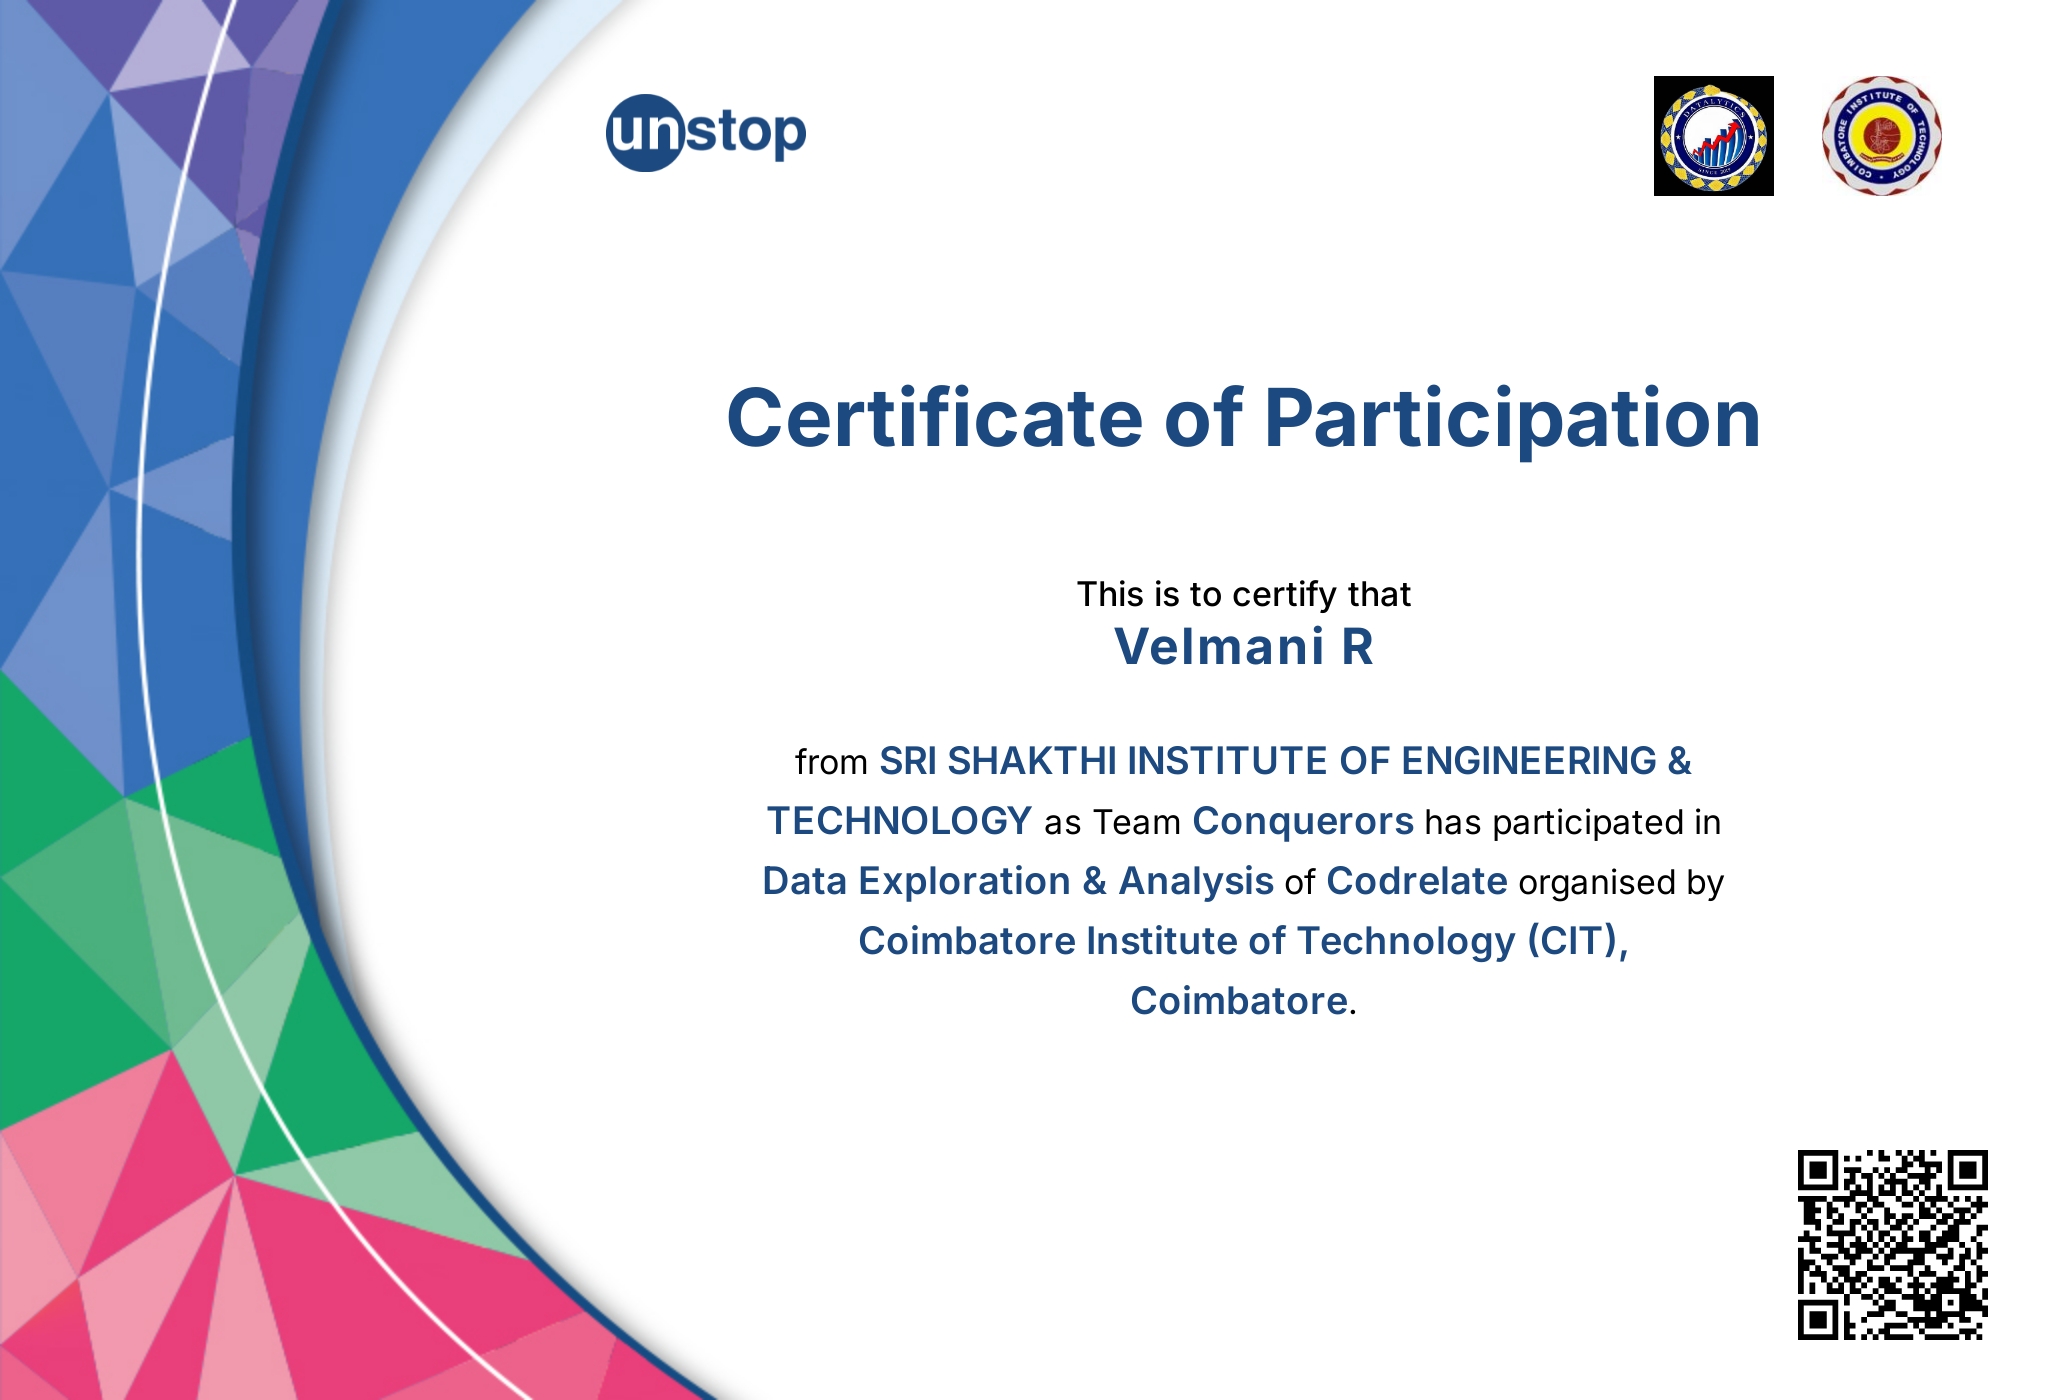 unstop
DATALYTICS
SINCE 2019
COIMBATORE INSTITUTE OF TECHNOLOGY
Certificate of Participation
This is to certify that
Velmani R
from SRI SHAKTHI INSTITUTE OF ENGINEERING &
TECHNOLOGY as Team Conquerors has participated in
Data Exploration & Analysis of Codrelate organised by
Coimbatore Institute of Technology (CIT),
Coimbatore.